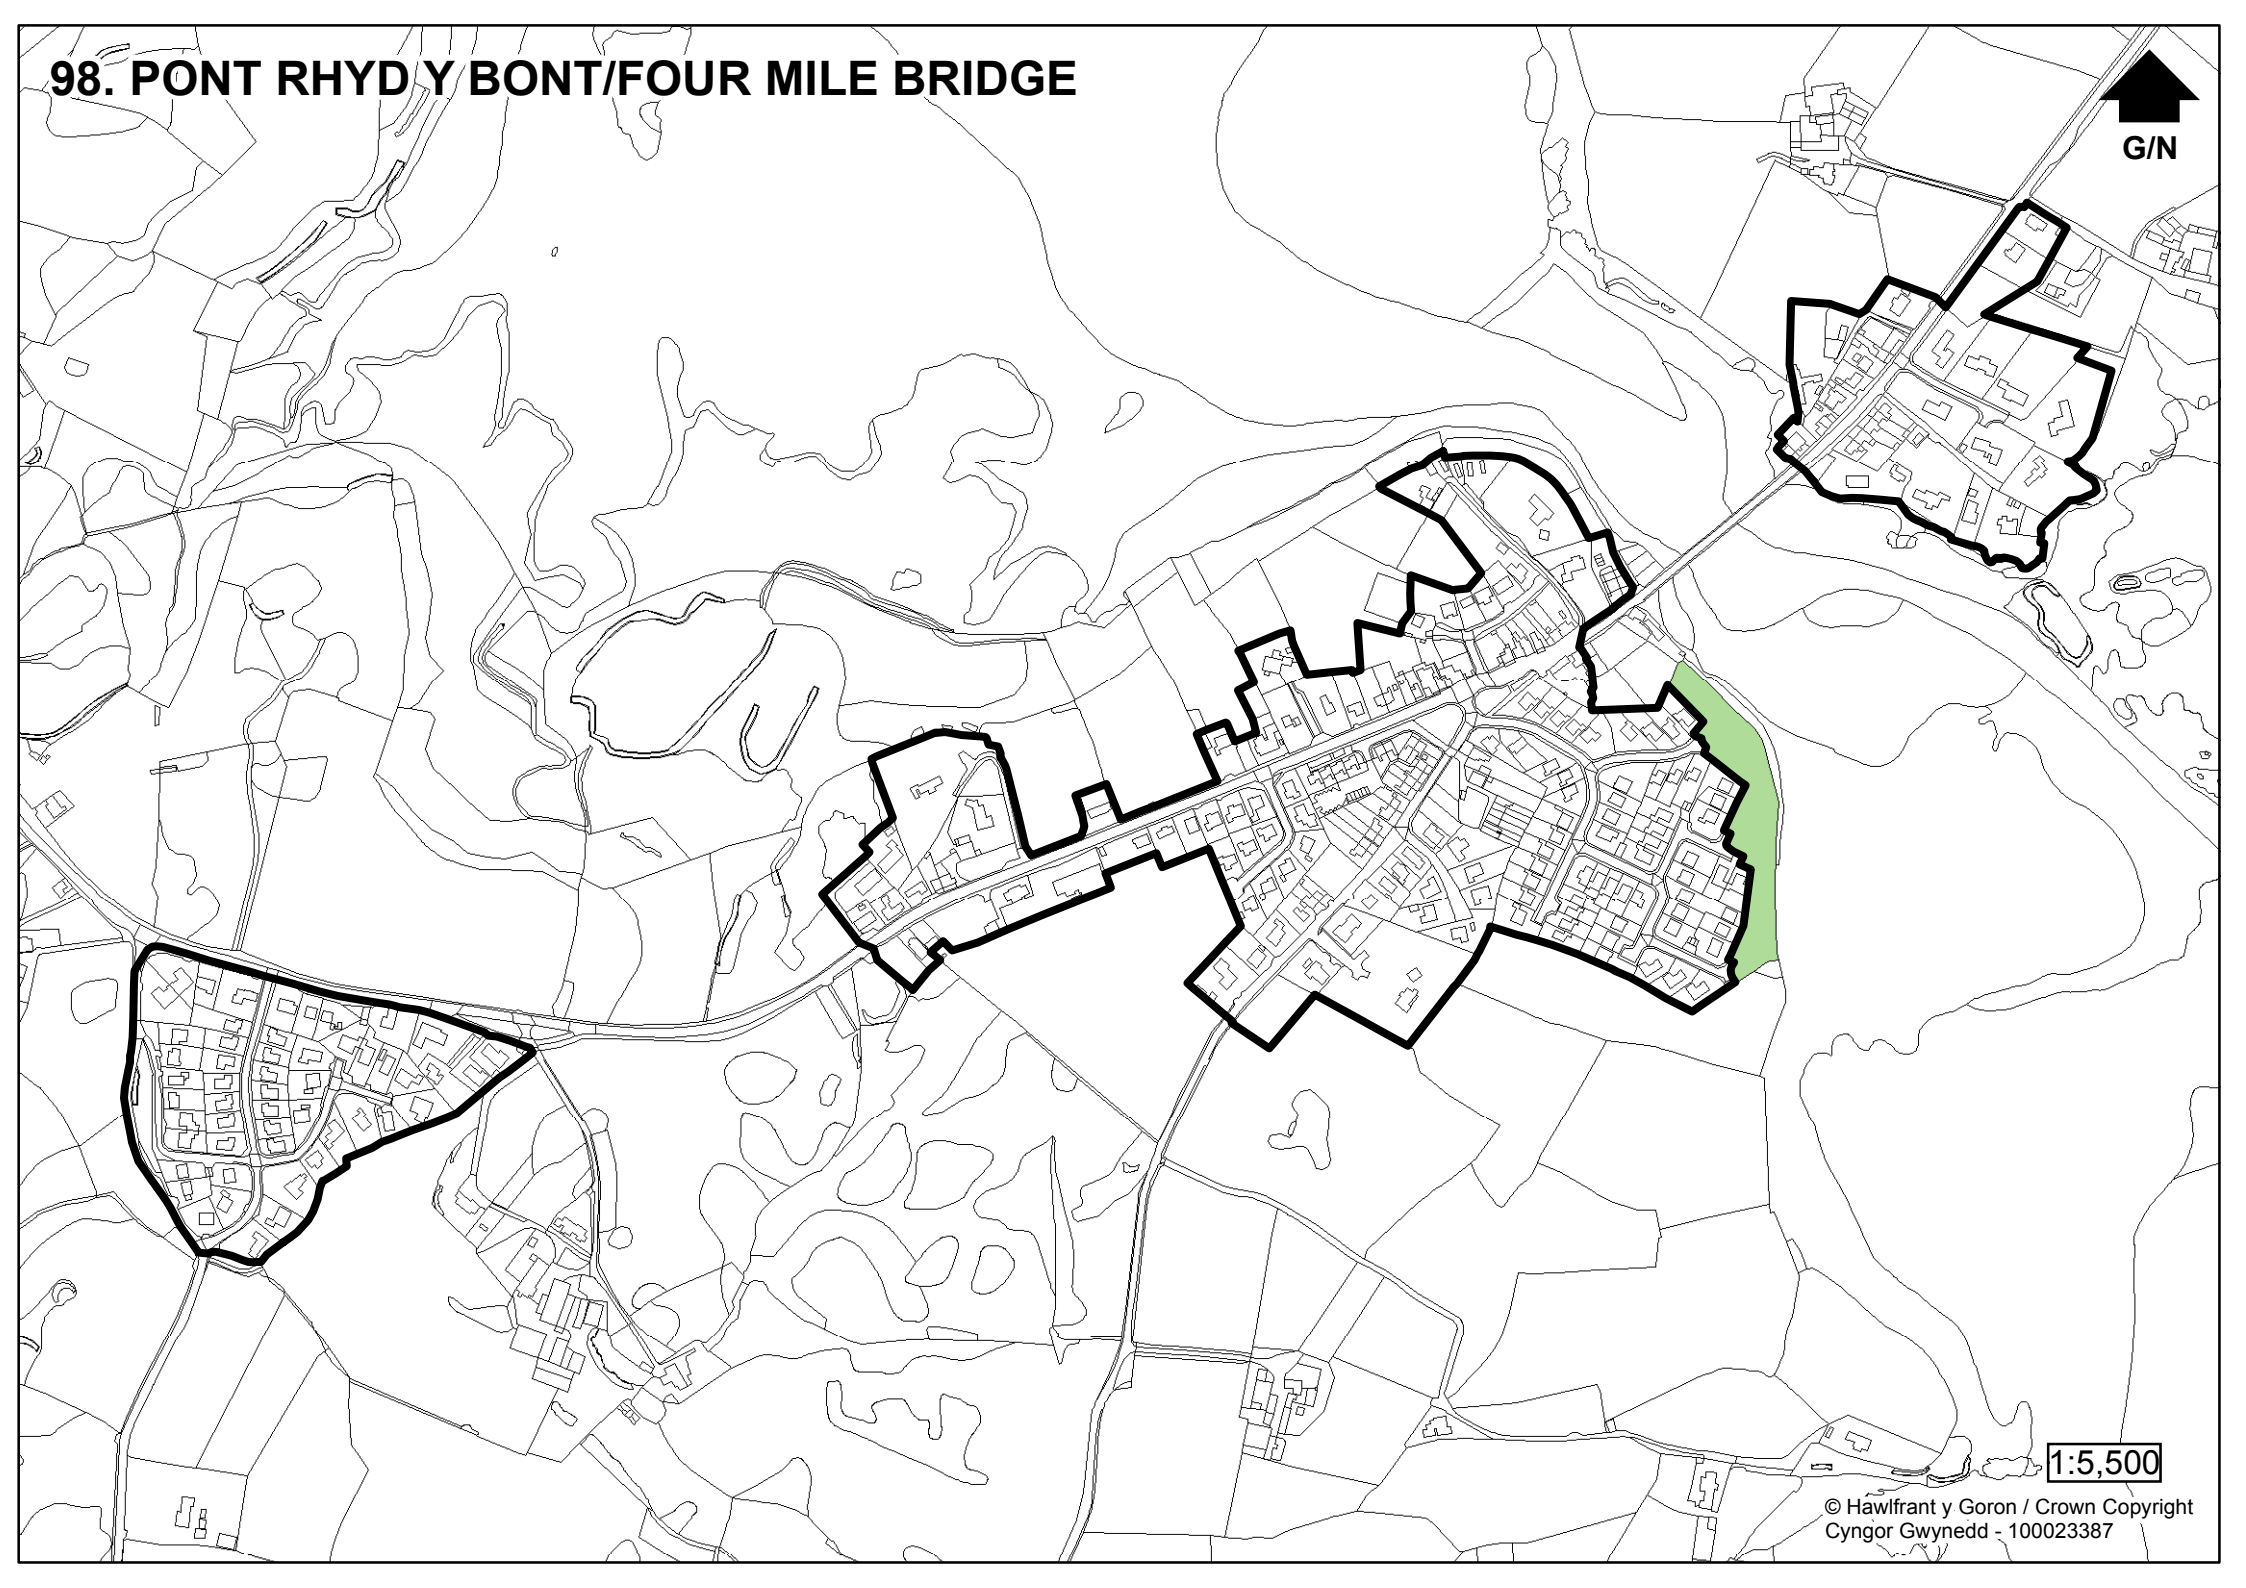 98. PONT RHYD Y BONT/FOUR MILE BRIDGE
G/N
1:5,500
© Hawlfrant y Goron / Crown Copyright
Cyngor Gwynedd - 100023387